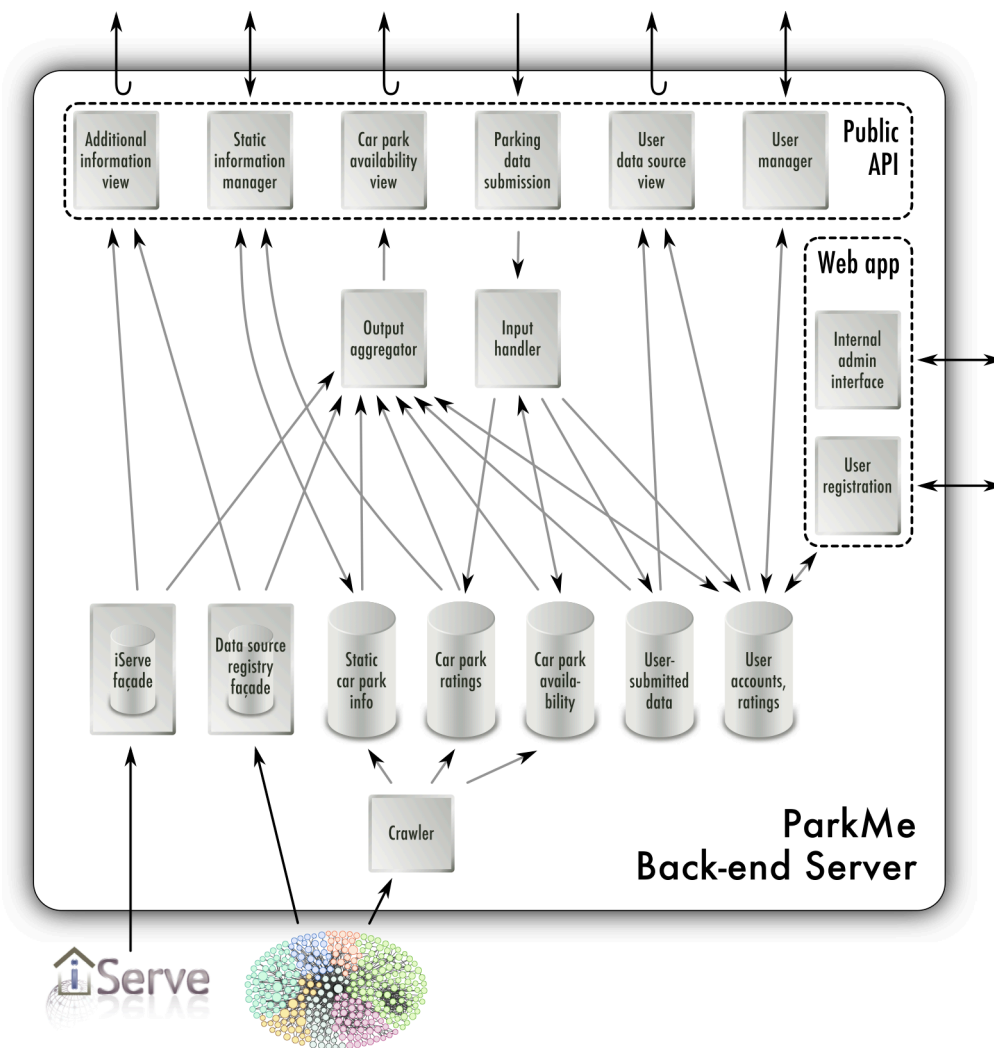 Additional
information
view
Static
information
manager
Car park
availability
view
Parking
data
submission
User
data source
view
User
manager
Public
API
Web app
Internal
admin
interface
User
registration
Output
aggregator
Input
handler
iServe
façade
Data source
registry
façade
Static
car park
info
Car park
ratings
Car park
availa-
bility
User-
submitted
data
User
accounts,
ratings
Crawler
ParkMe
Back-end Server
iServe